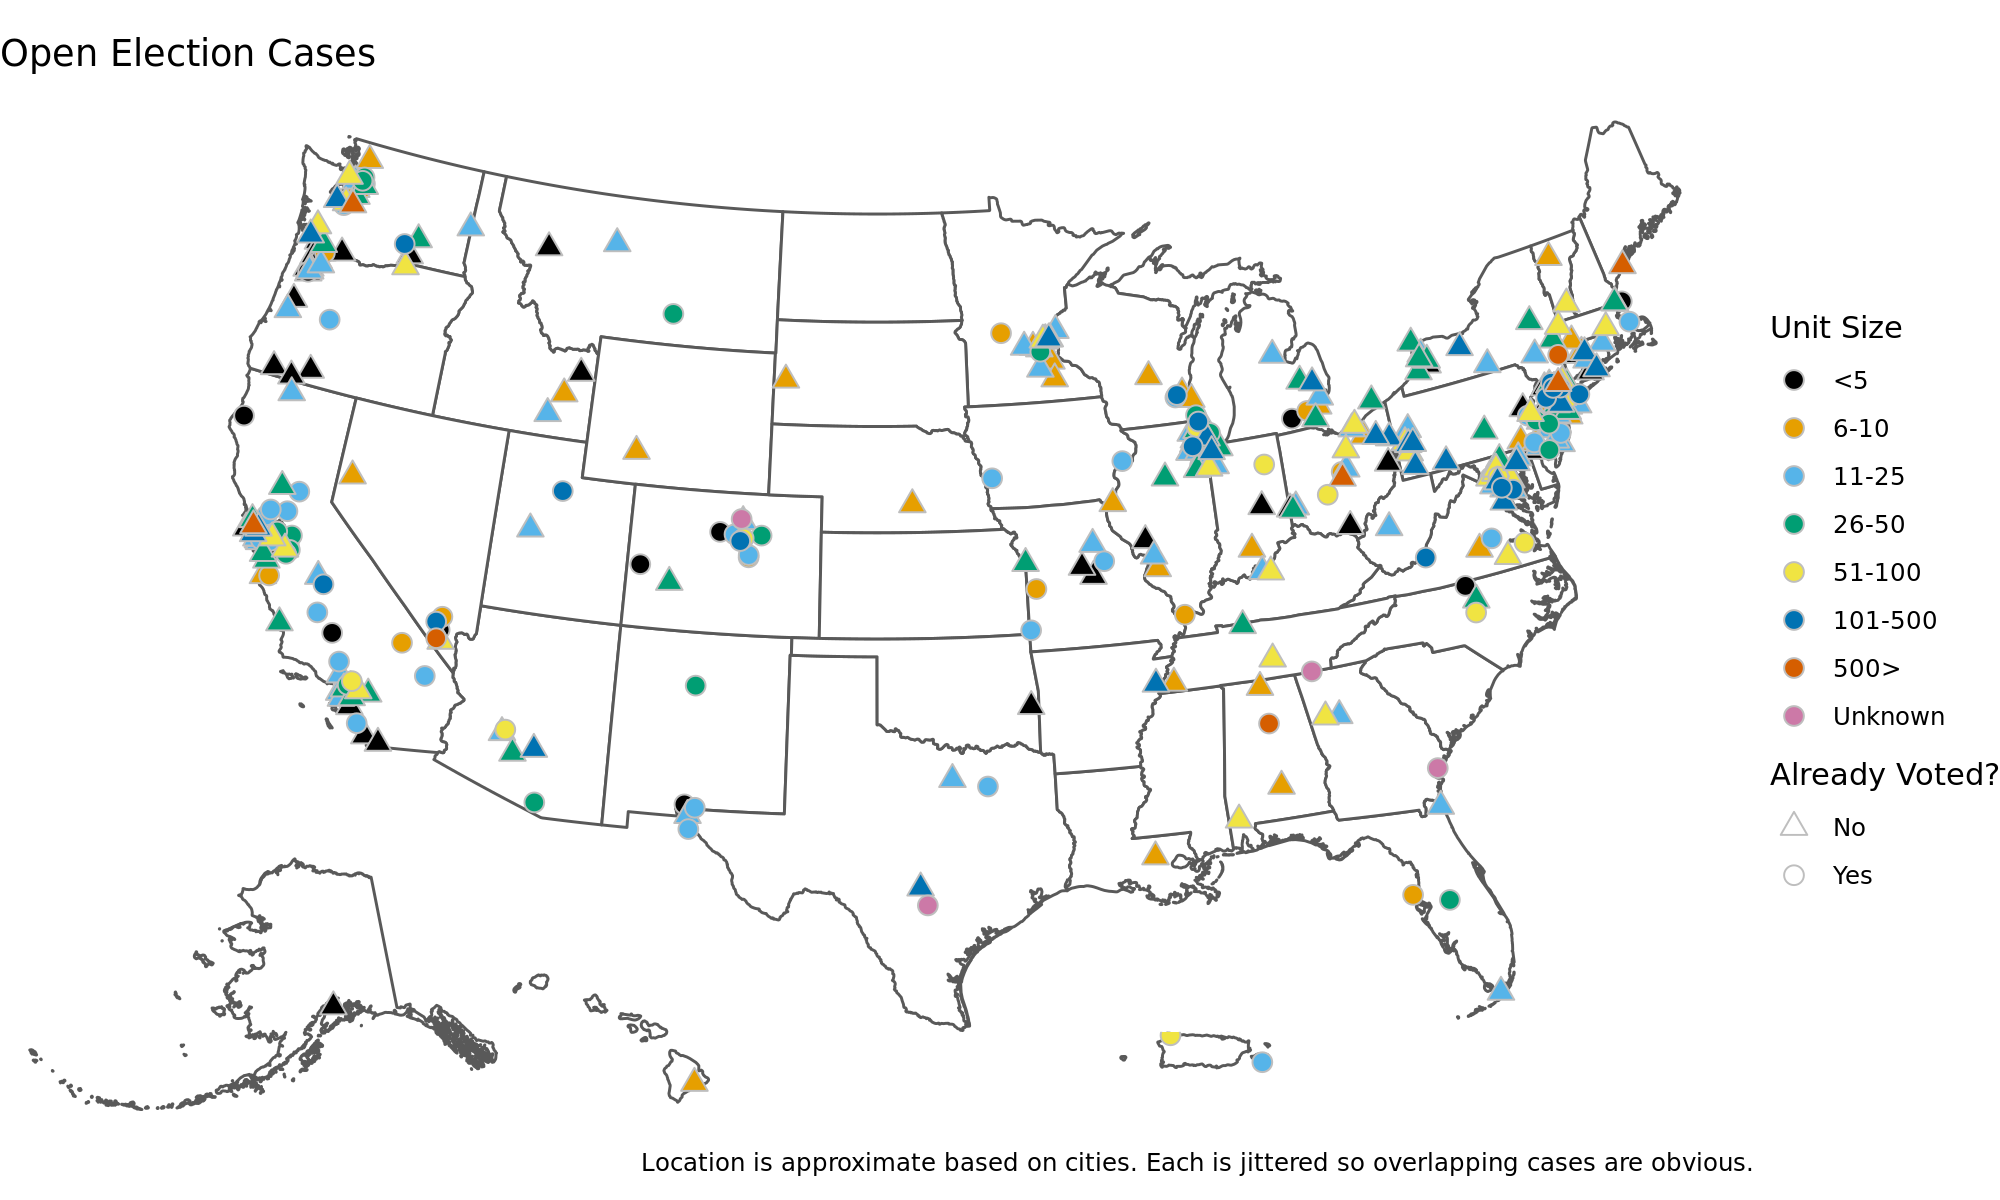 Open Election Cases
Unit Size
<5
6-10
11-25
26-50
51-100
101-500
500>
Unknown
Already Voted?
No
Yes
Location is approximate based on cities. Each is jittered so overlapping cases are obvious.